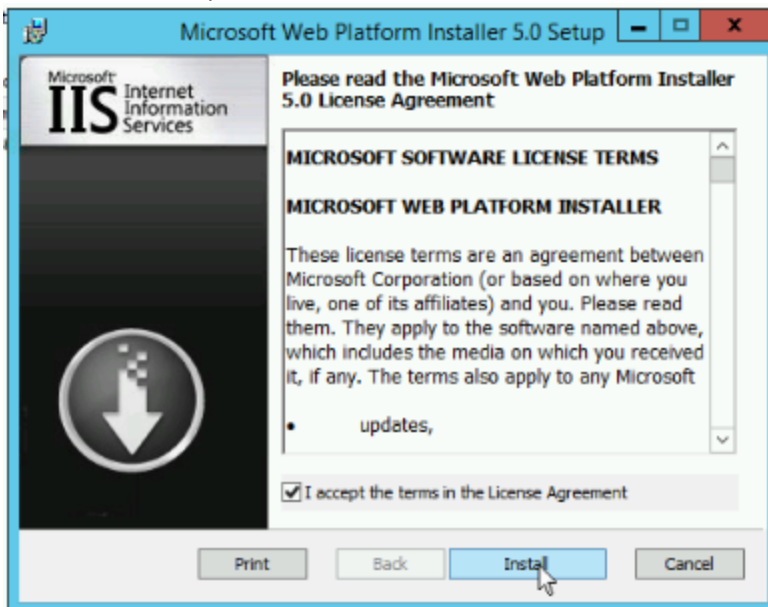 Microsoft Web Platform Installer 5.0 Setup
Microsoft
IIS Internet
Information
Services
Please read the Microsoft Web Platform Installer
5.0 License Agreement
MICROSOFT SOFTWARE LICENSE TERMS
MICROSOFT WEB PLATFORM INSTALLER
These license terms are an agreement between
Microsoft Corporation (or based on where you
live, one of its affiliates) and you. Please read
them. They apply to the software named above,
which includes the media on which you received
it, if any. The terms also apply to any Microsoft
• updates,
I accept the terms in the License Agreement
Print Back Install Cancel